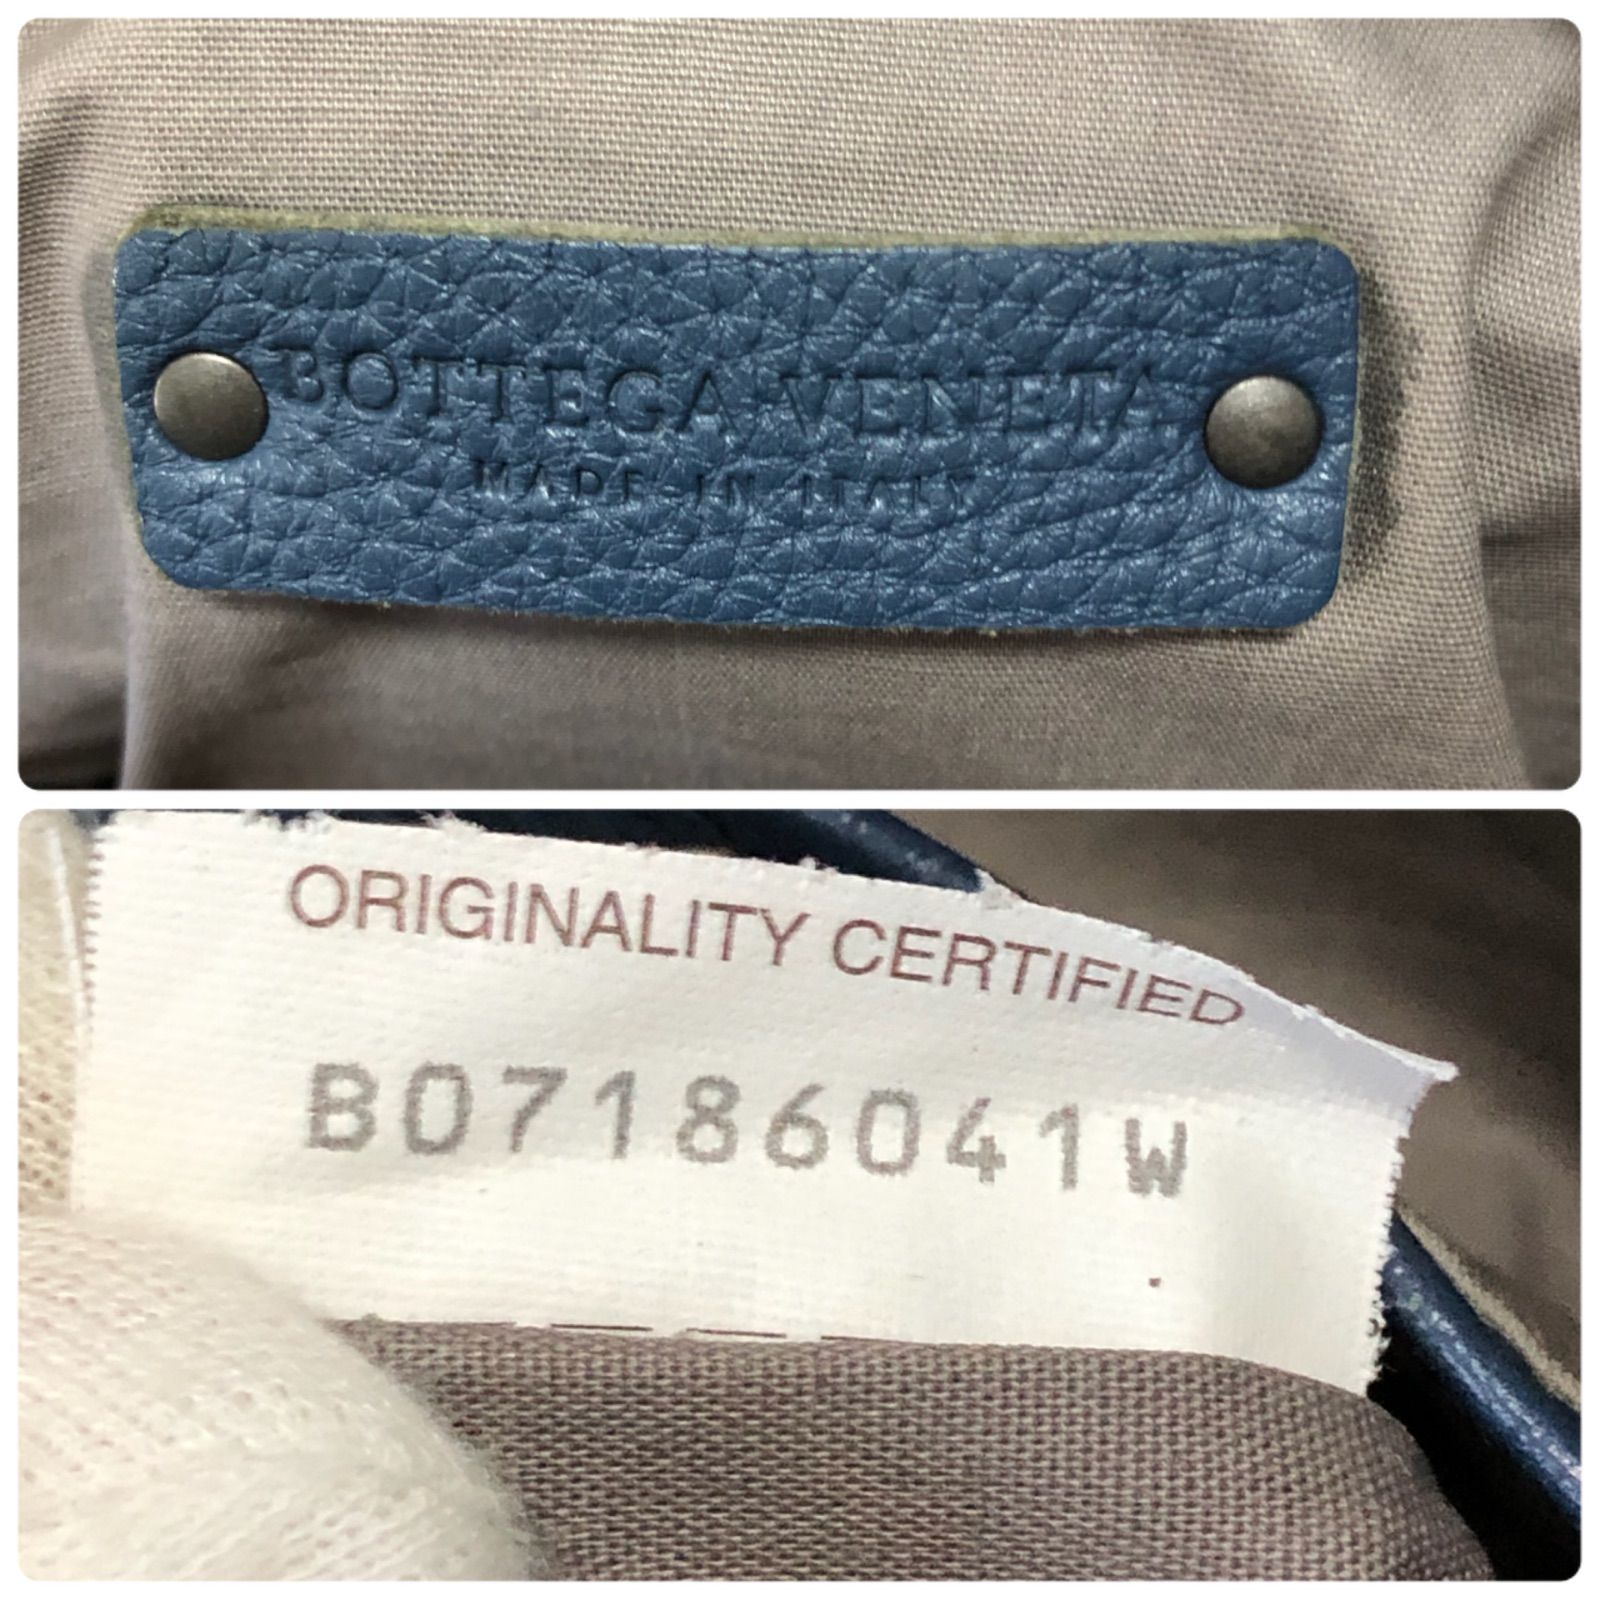 BOTTEGA VENETA
MADE IN ITALY
ORIGINALITY CERTIFIED
B07186041W